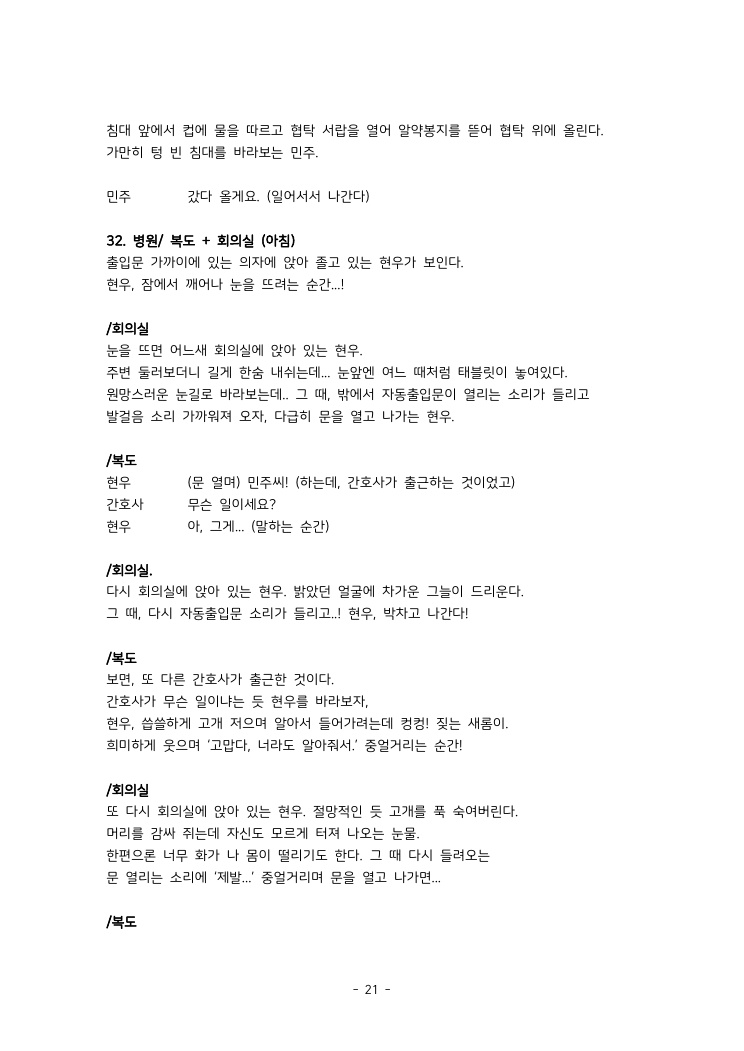 침대 앞에서 컵에 물을 따르고 협탁 서랍을 열어 알약봉지를 뜯어 협탁 위에 올린다.
가만히 텅 빈 침대를 바라보는 민주.
민주 갔다 올게요. (일어서서 나간다)
32. 병원/ 복도 + 회의실 (아침)
출입문 가까이에 있는 의자에 앉아 졸고 있는 현우가 보인다.
현우, 잠에서 깨어나 눈을 뜨려는 순간...!
/회의실
눈을 뜨면 어느새 회의실에 앉아 있는 현우.
주변 둘러보더니 길게 한숨 내쉬는데... 눈앞엔 여느 때처럼 태블릿이 놓여있다.
원망스러운 눈길로 바라보는데.. 그 때, 밖에서 자동출입문이 열리는 소리가 들리고
발걸음 소리 가까워져 오자, 다급히 문을 열고 나가는 현우.
/복도
현우 (문 열며) 민주씨! (하는데, 간호사가 출근하는 것이었고)
간호사 무슨 일이세요?
현우 아, 그게... (말하는 순간)
/회의실.
다시 회의실에 앉아 있는 현우. 밝았던 얼굴에 차가운 그늘이 드리운다.
그 때, 다시 자동출입문 소리가 들리고..! 현우, 박차고 나간다!
/복도
보면, 또 다른 간호사가 출근한 것이다.
간호사가 무슨 일이냐는 듯 현우를 바라보자,
현우, 씁쓸하게 고개 저으며 알아서 들어가려는데 컹컹! 짖는 새롬이.
희미하게 웃으며 ‘고맙다, 너라도 알아줘서.’ 중얼거리는 순간!
/회의실
또 다시 회의실에 앉아 있는 현우. 절망적인 듯 고개를 푹 숙여버린다.
머리를 감싸 쥐는데 자신도 모르게 터져 나오는 눈물.
한편으론 너무 화가 나 몸이 떨리기도 한다. 그 때 다시 들려오는
문 열리는 소리에 ‘제발...’ 중얼거리며 문을 열고 나가면...
/복도
- 21 -